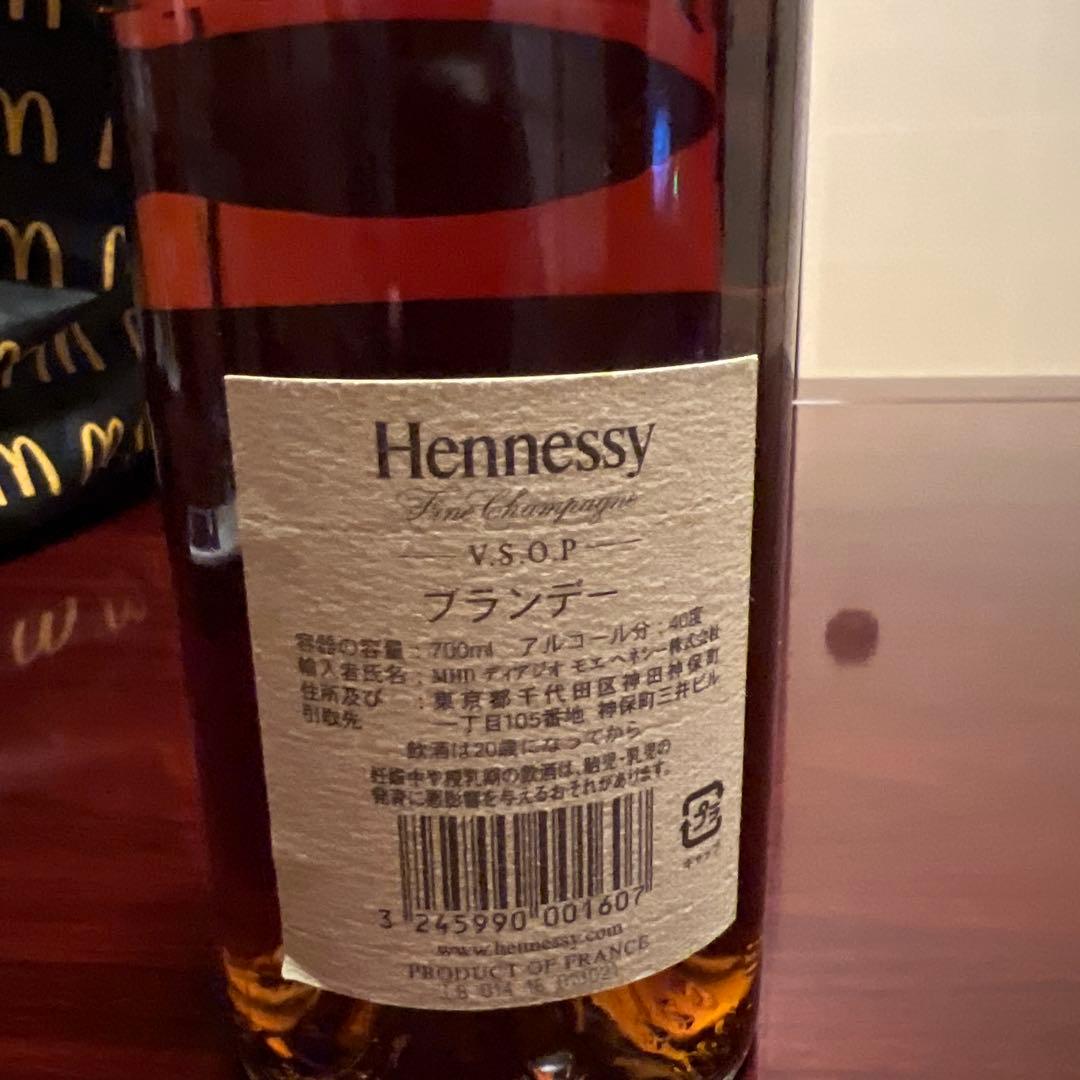 Hennessy
Fine Champagne
V.S.O.P
ブランデー
容器の容量：700ml アルコール分：40度
輸入者氏名：MHD ディアジオ モエ ヘネシー株式会社
住所及び：東京都千代田区神田神保町
引取先 一丁目105番地 神保町三井ビル
飲酒は20歳になってから
妊娠中や授乳期の飲酒は、胎児・乳児の
発育に悪影響を与えるおそれがあります。
プラ
キャップ
3 245990 001607
www.hennessy.com
PRODUCT OF FRANCE